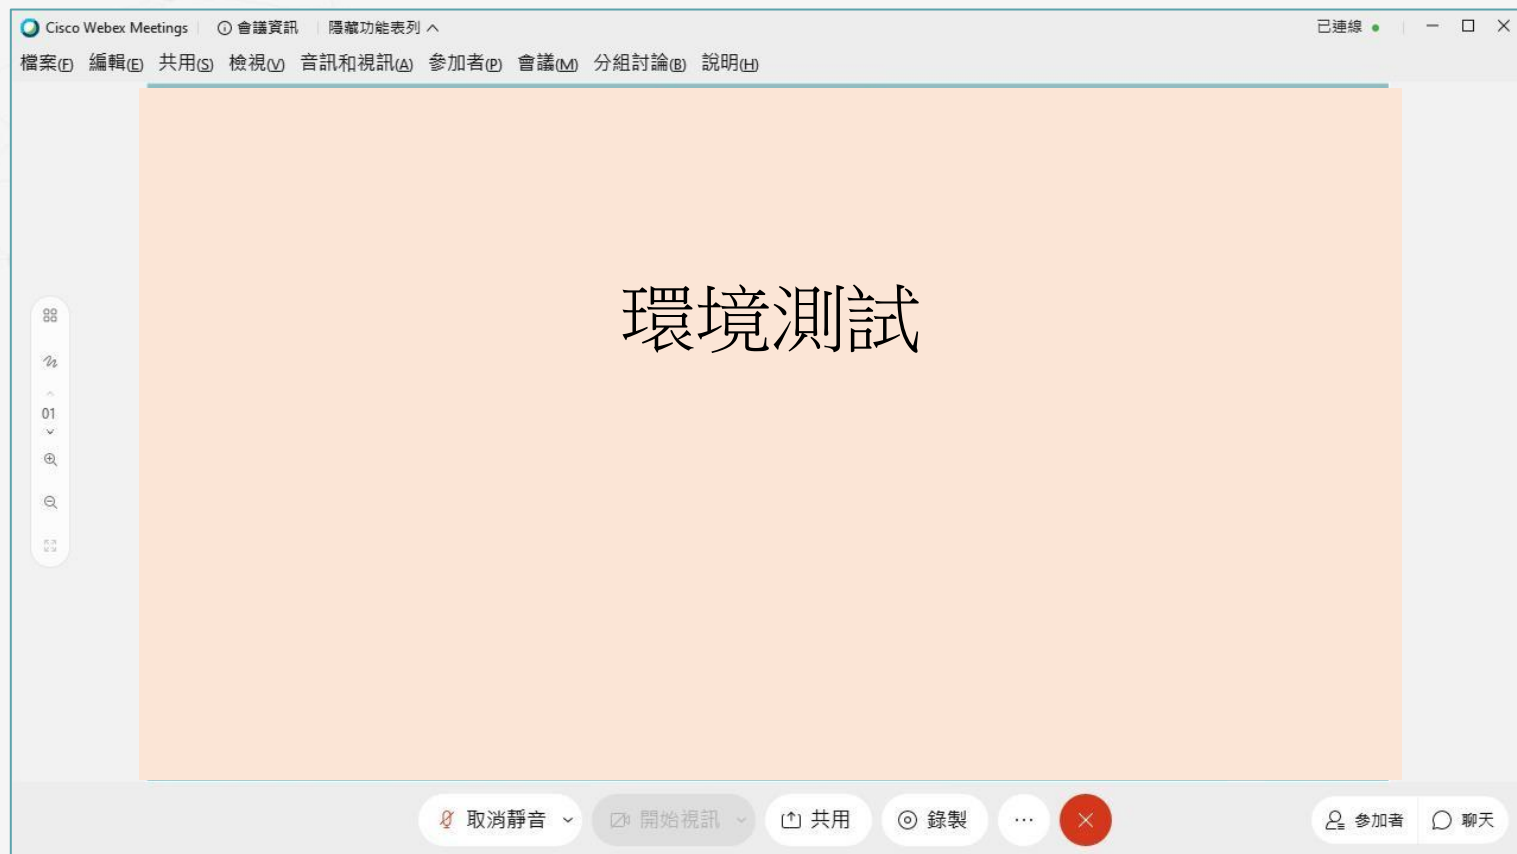 Cisco Webex Meetings 會議資訊 隱藏功能表列 已連線
檔案(F) 編輯(E) 共用(S) 檢視(V) 音訊和視訊(A) 參加者(P) 會議(M) 分組討論(B) 說明(H)
環境測試
01
取消靜音 開始視訊 共用 錄製 ... 參加者 聊天